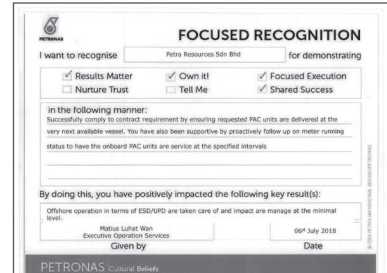 PETRONAS
FOCUSED RECOGNITION
I want to recognise Petra Resources Sdn Bhd for demonstrating
Results Matter Own it! Focused Execution
Nurture Trust Tell Me Shared Success
in the following manner:
Successfully comply to contract requirement by ensuring requested PAC units are delivered at the
very next available vessel. You have also been supportive by proactively follow up on meter running
status to have the onboard PAC units are service at the specified intervals
By doing this, you have positively impacted the following key result(s):
Offshore operation in terms of ESD/UPD are taken care of and impact are manage at the minimal
level.
Matius Luhat Wan
Executive Operation Services
06th July 2018
Given by Date
PETRONAS Cultural Beliefs